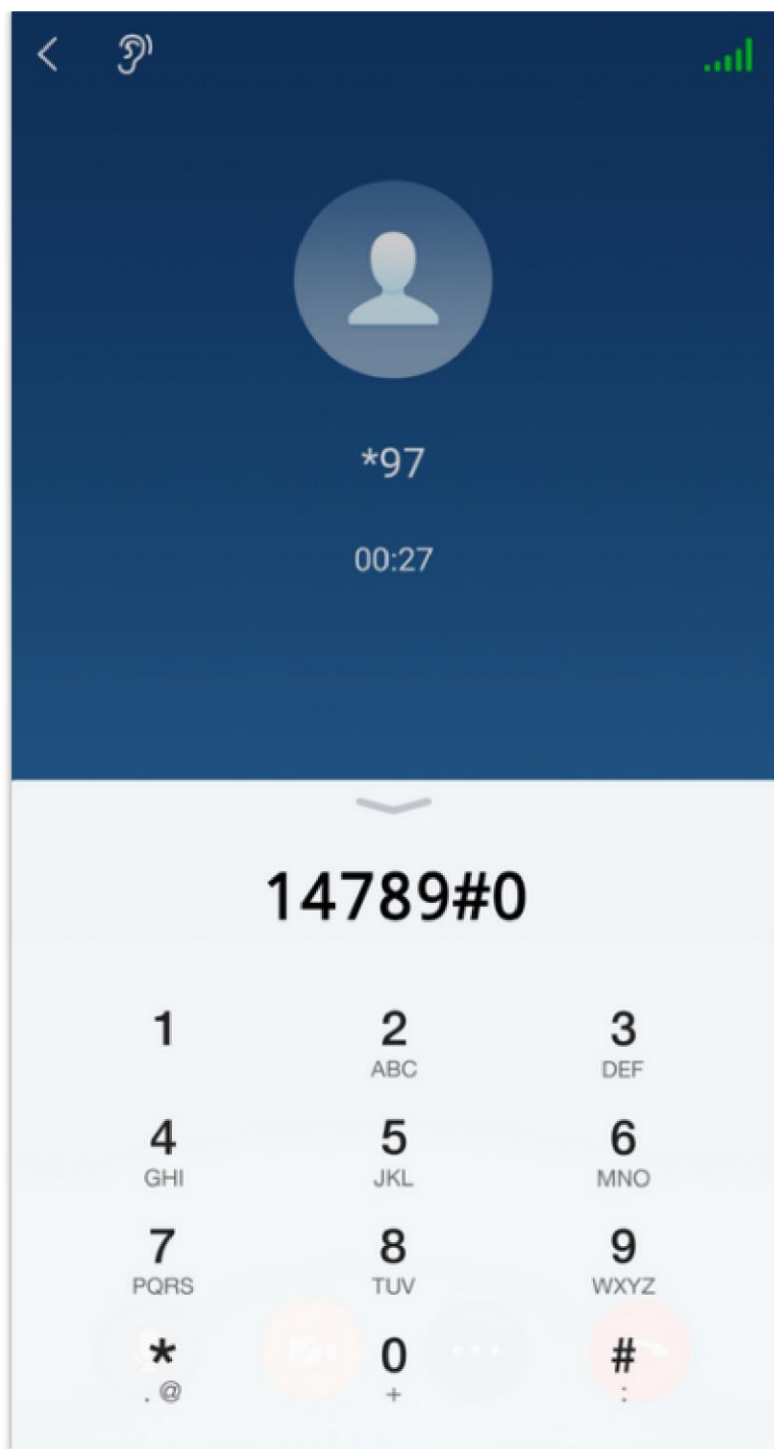 *97
00:27
14789#0
1 2 3
ABC DEF
4 5 6
GHI JKL MNO
7 8 9
PQRS TUV WXYZ
* 0 #
. @ + :